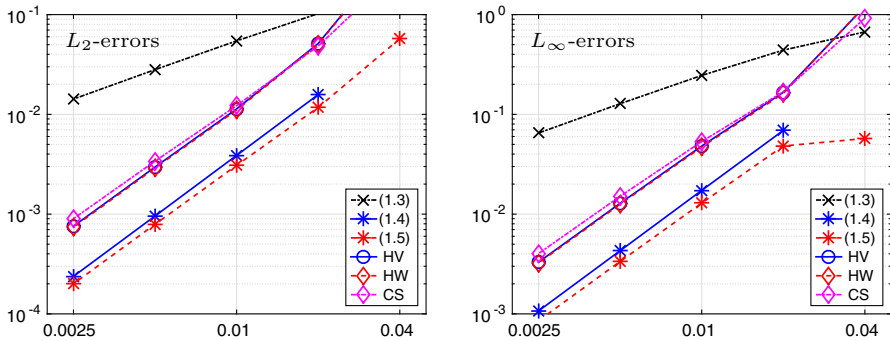 10^{-1}
L_2-errors
10^{-2}
10^{-3}
10^{-4}
(1.3)
(1.4)
(1.5)
HV
HW
CS
0.0025
0.01
0.04
10^0
L_∞-errors
10^{-1}
10^{-2}
10^{-3}
(1.3)
(1.4)
(1.5)
HV
HW
CS
0.0025
0.01
0.04